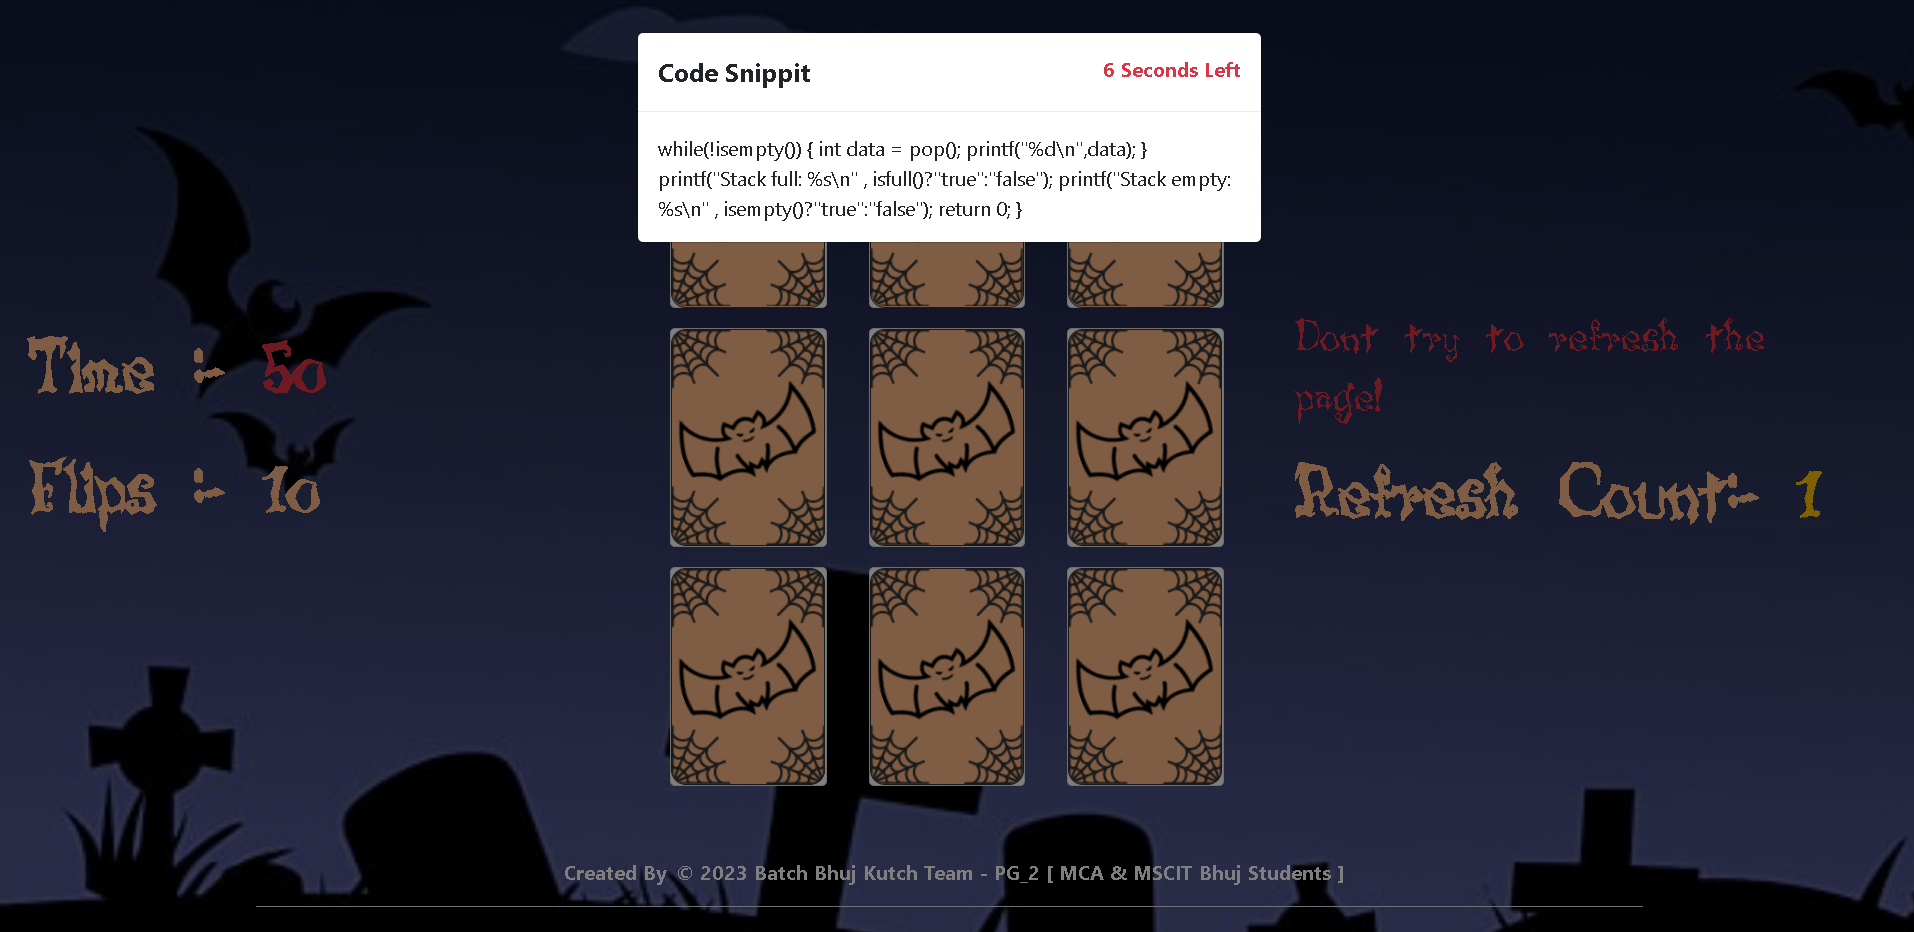 Code Snippit
6 Seconds Left
while(!isempty()) { int data = pop(); printf("%d\n",data); }
printf("Stack full: %s\n" , isfull()?"true":"false"); printf("Stack empty:
%s\n" , isempty()?"true":"false"); return 0; }
Time :- 50
Flips :- 10
Dont try to refresh the
page!
Refresh Count:- 1
Created By © 2023 Batch Bhuj Kutch Team - PG_2 [ MCA & MSCIT Bhuj Students ]